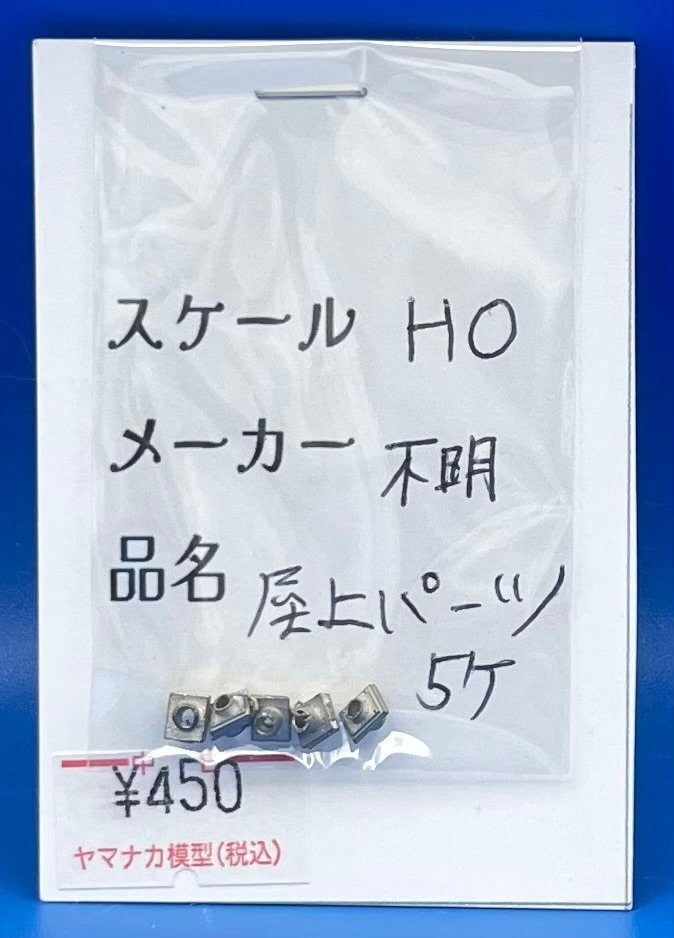 スケール HO
メーカー 不明
品名 屋上パーツ
5ケ
¥450
ヤマナカ模型(税込)